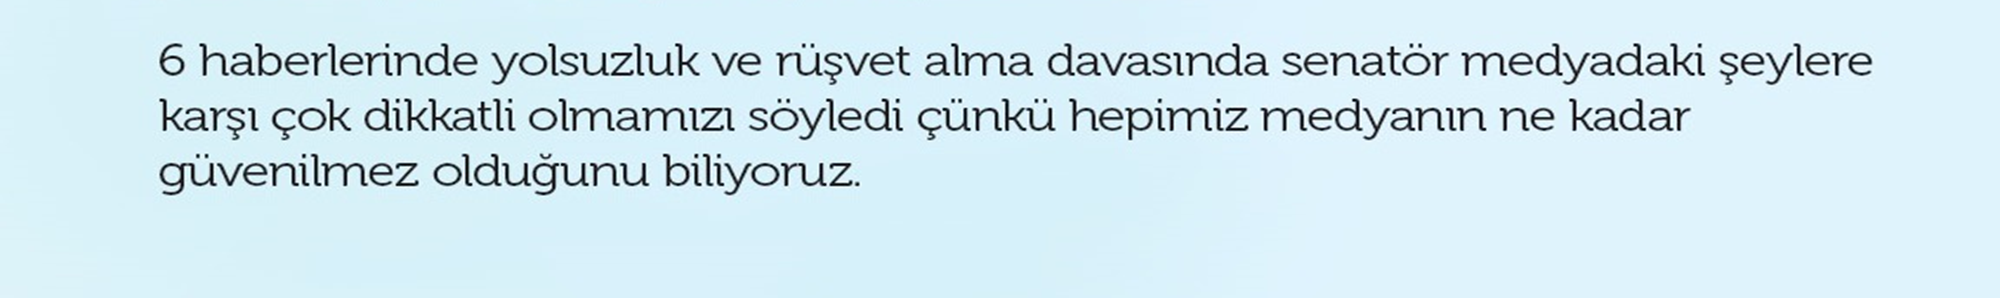 6 haberlerinde yolsuzluk ve rüşvet alma davasında senatör medyadaki şeylere
karşı çok dikkatli olmamızı söyledi çünkü hepimiz medyanın ne kadar
güvenilmez olduğunu biliyoruz.